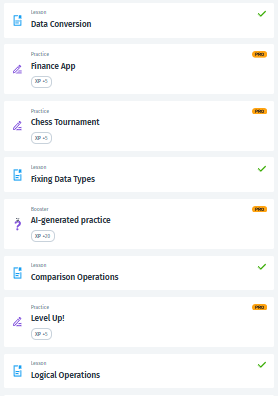 Lesson
Data Conversion
Practice
PRO
Finance App
XP +5
Practice
PRO
Chess Tournament
XP +5
Lesson
Fixing Data Types
Booster
PRO
AI-generated practice
XP +20
Lesson
Comparison Operations
Practice
PRO
Level Up!
XP +5
Lesson
Logical Operations